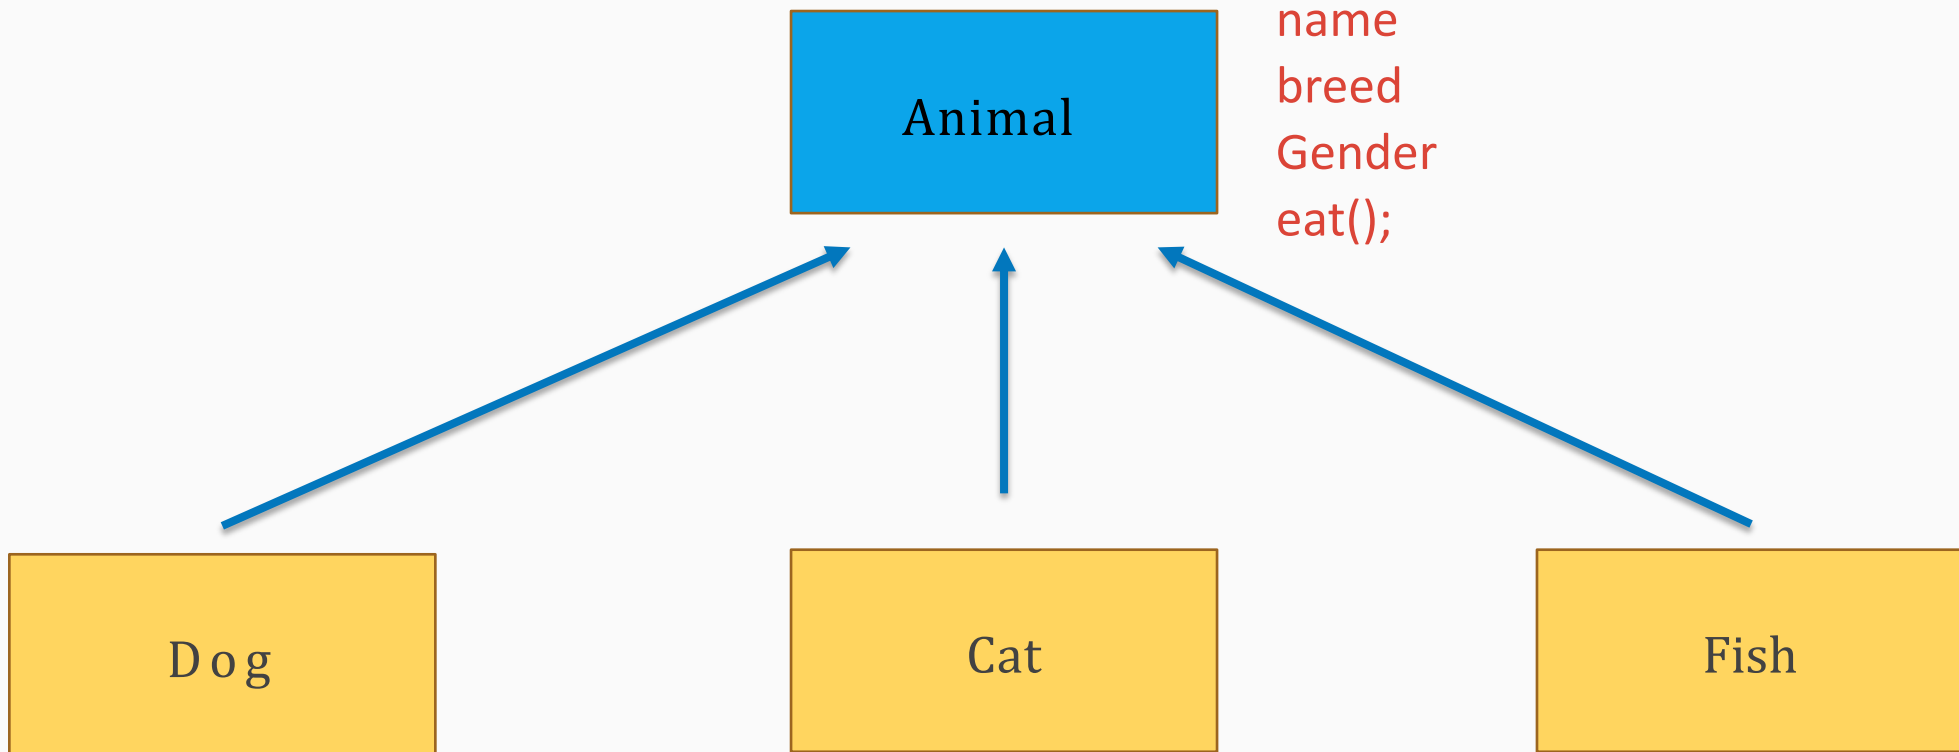 name
Animal
breed
Gender
eat();
Dog
Cat
Fish